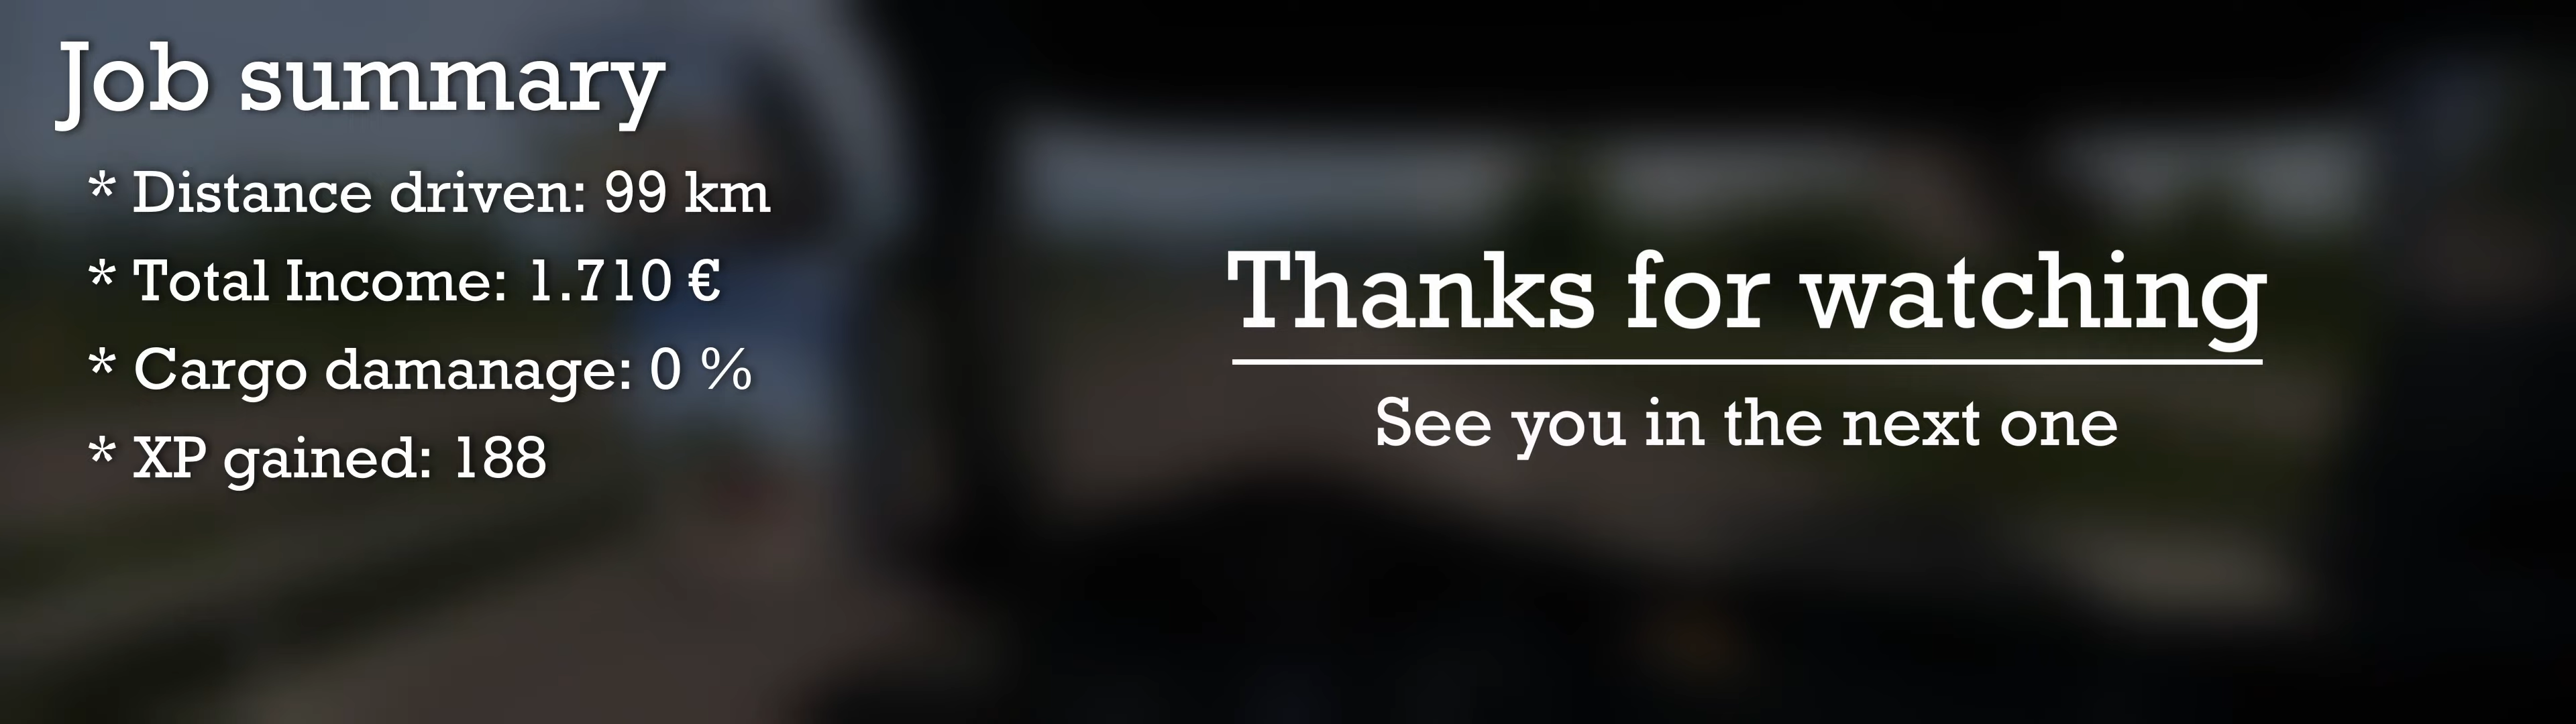 Job summary
* Distance driven: 99 km
* Total Income: 1.710 €
* Cargo damanage: 0 %
* XP gained: 188
Thanks for watching
See you in the next one